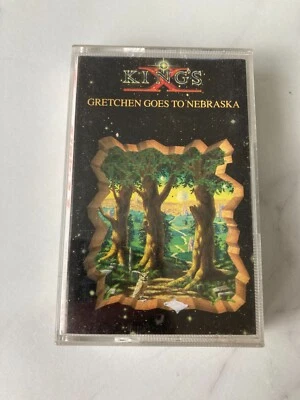 KINGS X
GRETCHEN GOES TO NEBRASKA